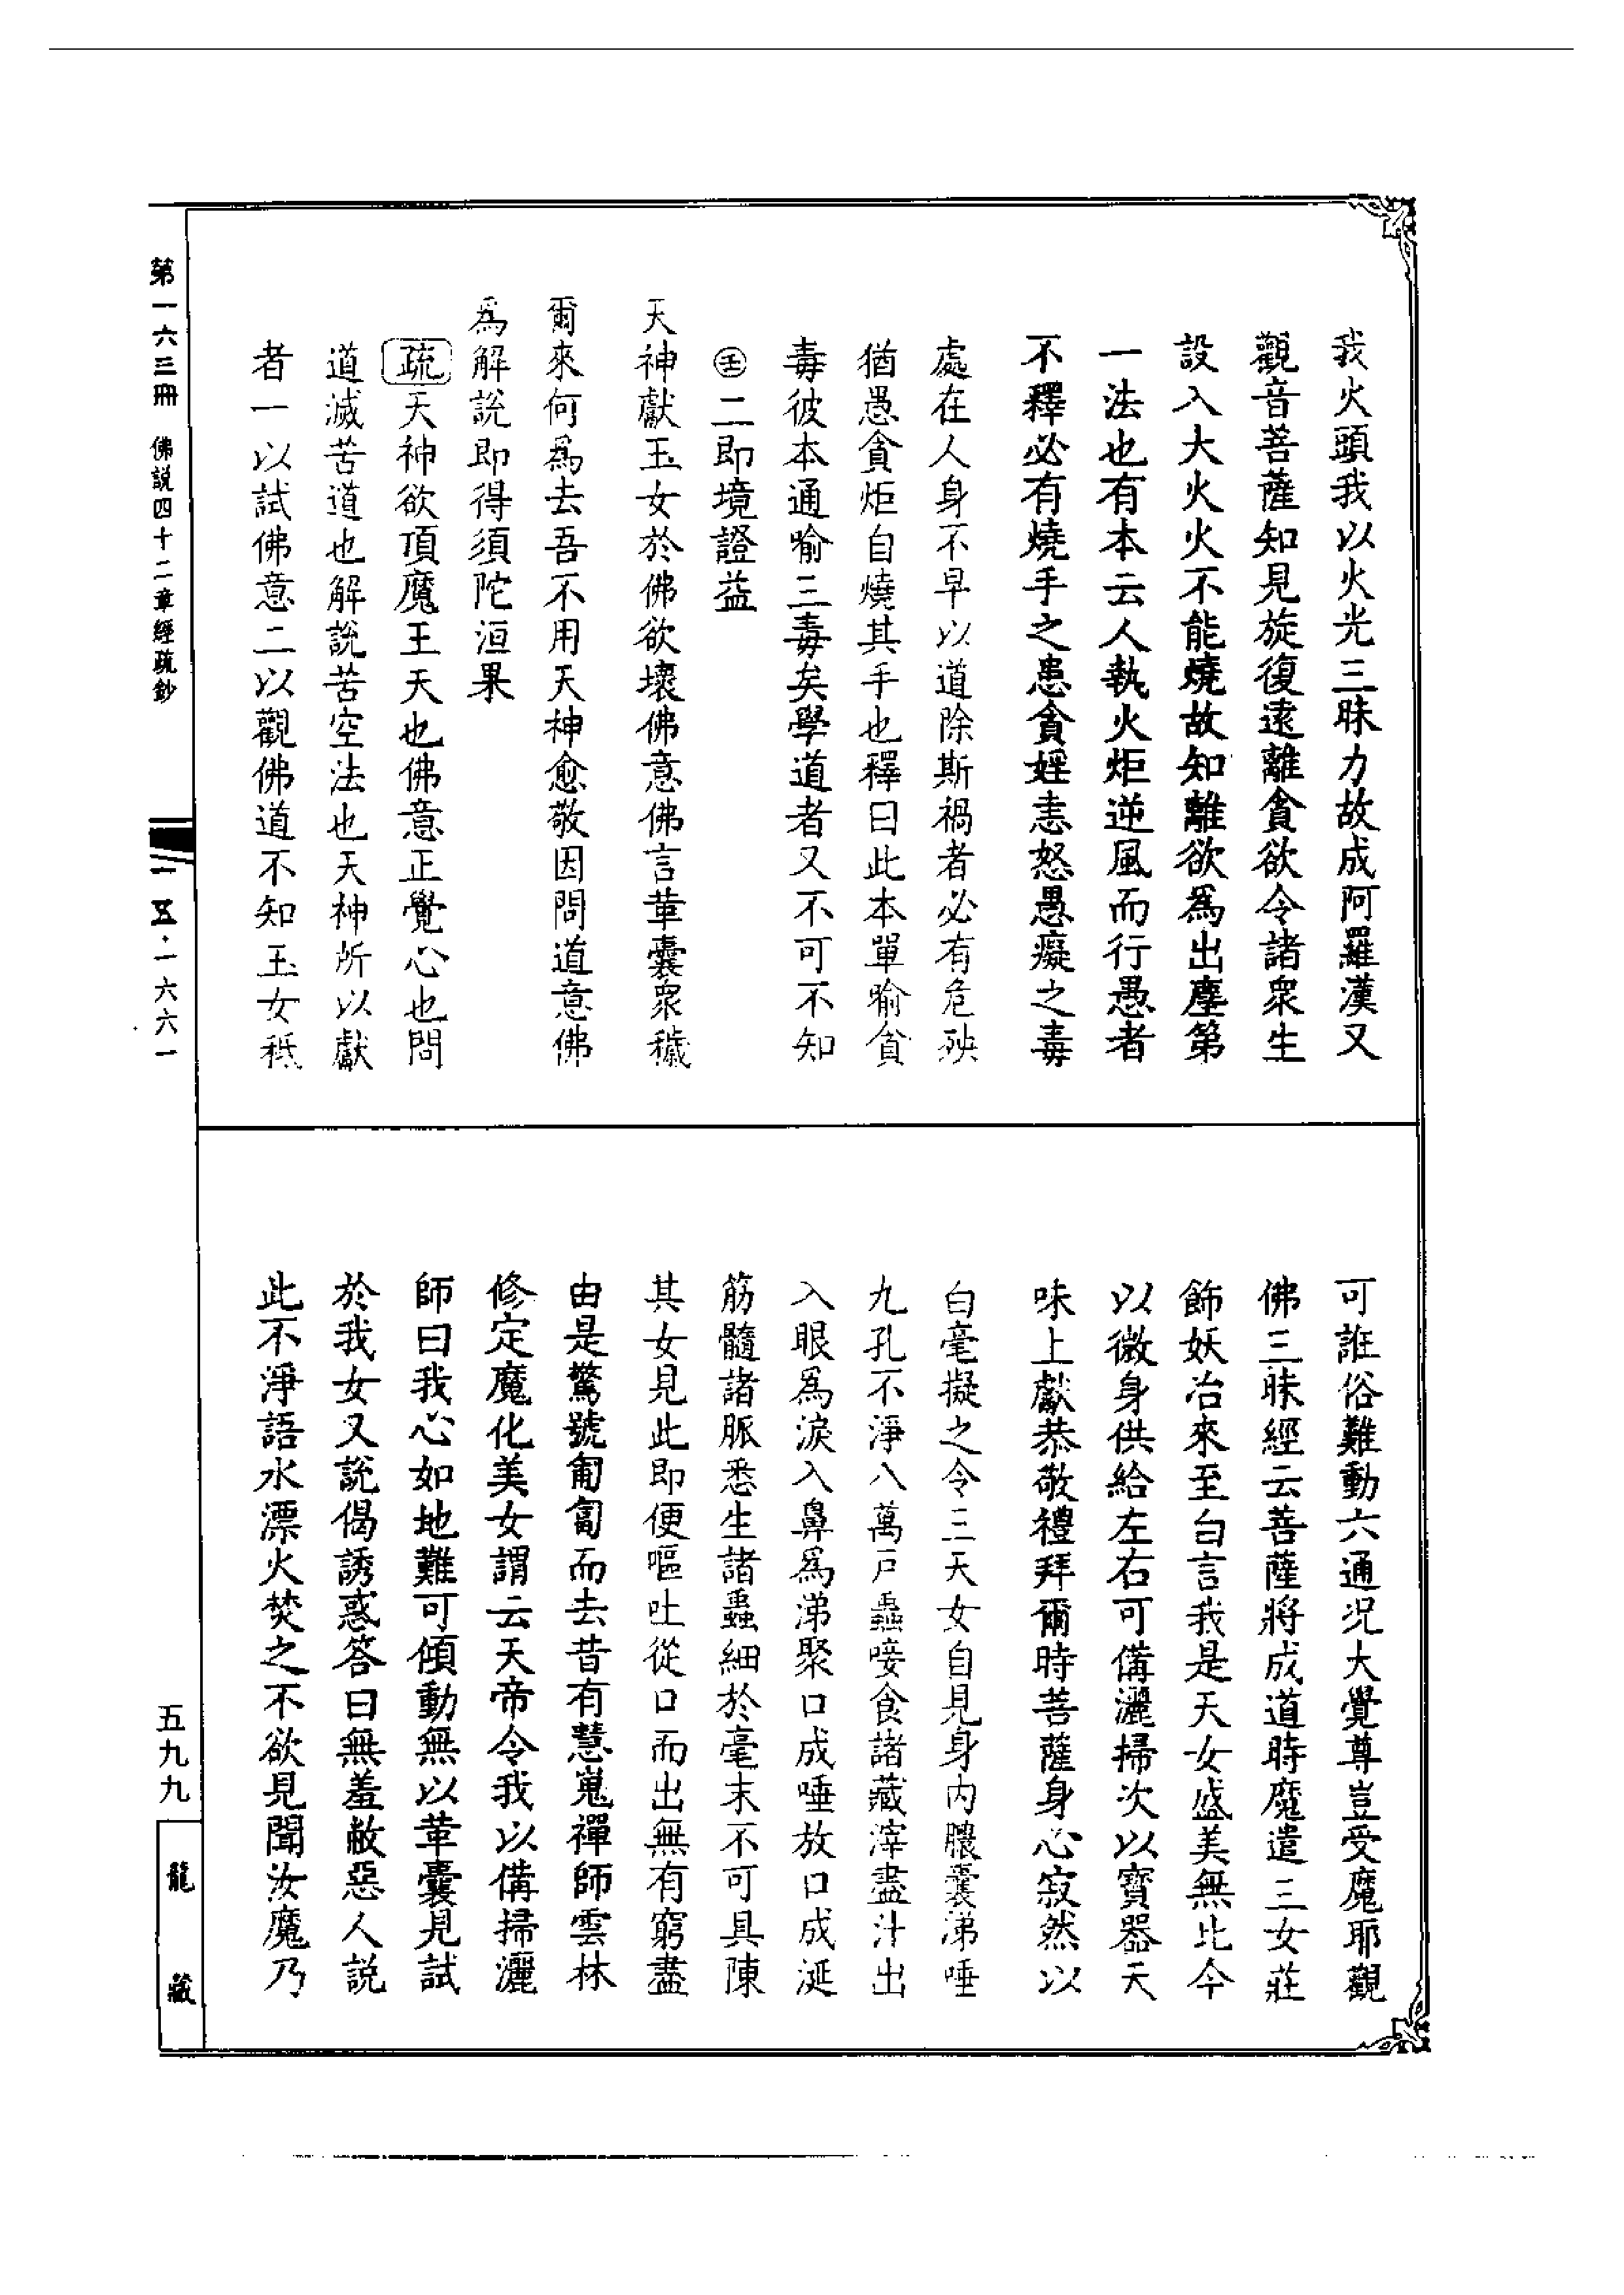 我火頭我以火光三昧力故成阿羅漢又
觀音菩薩知見旋復遠離貪欲令諸衆生
設入大火火不能燒故知離欲爲出塵第
一法也有本云人執火炬逆風而行愚者
不釋必有燒手之患貪婬恚怒愚癡之毒
處在人身不早以道除斯禍者必有危殃
猶愚貪炬自燒其手也釋曰此本單喻貪
毒彼本通喻三毒矣學道者又不可不知
㊁二即境證益
天神獻玉女於佛欲壞佛意佛言革囊衆穢
爾來何爲去吾不用天神愈敬因問道意佛
爲解說即得須陀洹果
疏天神欲頂魔王天也佛意正覺心也問
道滅苦道也解說苦空法也天神所以獻
者一以試佛意二以觀佛道不知玉女秖
可誑俗難動六通況大覺尊豈受魔耶觀
佛三昧經云菩薩將成道時魔遣三女莊
飾妖冶來至白言我是天女盛美無比今
以微身供給左右可備灑掃次以寶器天
味上獻恭敬禮拜爾時菩薩身心寂然以
白毫擬之令三天女自見身內膿囊涕唾
九孔不淨八萬戶蟲唼食諸藏滓盡汁出
入眼爲淚入鼻爲涕聚口成唾放口成涎
筋髓諸脈悉生諸蟲細於毫末不可具陳
其女見此即便嘔吐從口而出無有窮盡
由是驚號匍匐而去昔有慧嵬禪師雲林
修定魔化美女謂云天帝令我以備掃灑
師曰我心如地難可傾動無以革囊見試
於我女又說偈誘惑答曰無羞敝惡人說
此不淨語水漂火焚之不欲見聞汝魔乃
第一六三冊 佛說四十二章經疏鈔
五·一六六一
五九九
龍藏